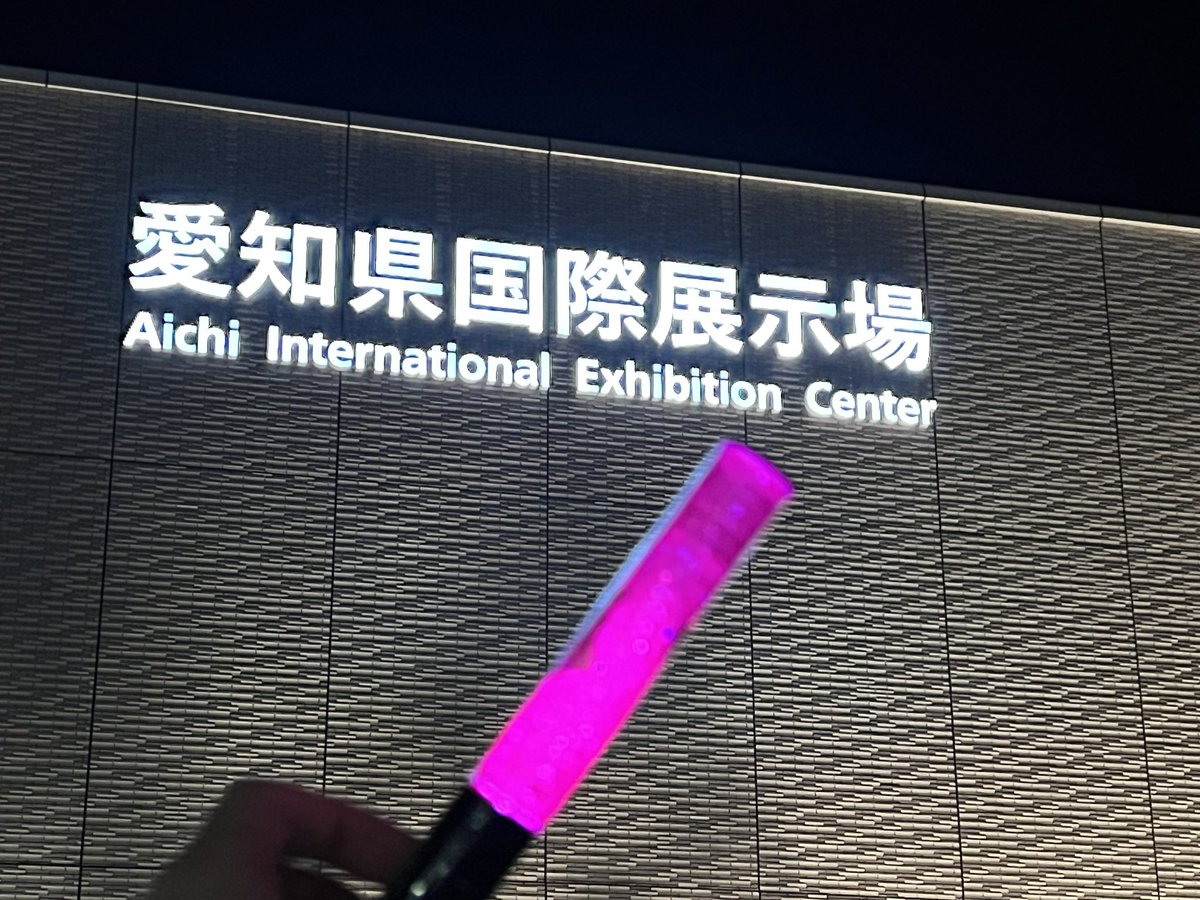 愛知県国際展示場
Aichi International Exhibition Center